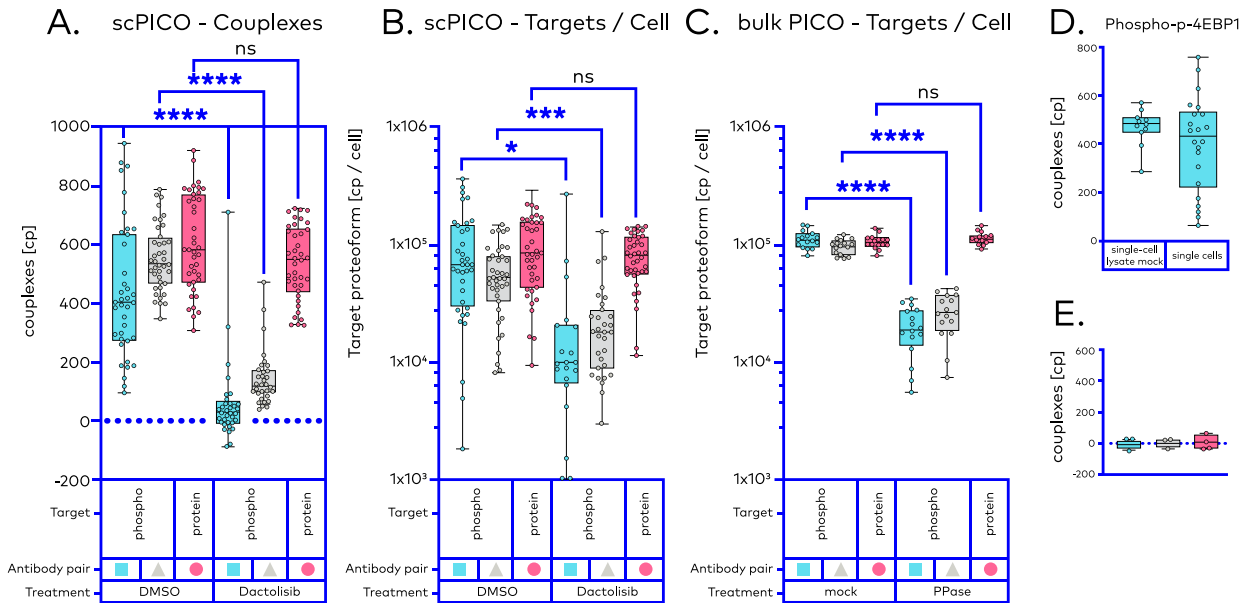 A. scPICO - Couplexes
ns
****
****
couplexes [cp]
1000
800
600
400
200
0
-200
Target
phospho
protein
phospho
protein
Antibody pair
Treatment
DMSO
Dactolisib
B. scPICO - Targets / Cell
ns
***
*
Target proteoform [cp / cell]
1x10⁶
1x10⁵
1x10⁴
1x10³
Target
phospho
protein
phospho
protein
Antibody pair
Treatment
DMSO
Dactolisib
C. bulk PICO - Targets / Cell
ns
****
****
Target proteoform [cp / cell]
1x10⁶
1x10⁵
1x10⁴
1x10³
Target
phospho
protein
phospho
protein
Antibody pair
Treatment
mock
PPase
D.
Phospho-p-4EBP1
couplexes [cp]
800
600
400
200
0
single-cell
lysate mock
single cells
E.
couplexes [cp]
600
400
200
0
-200